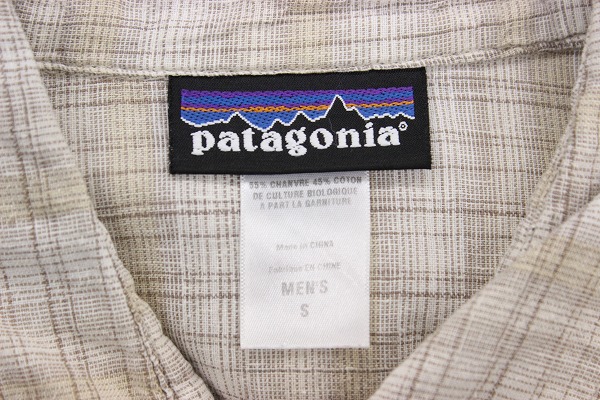 patagonia®
55% CHANVRE 45% COTON
DE CULTURE BIOLOGIQUE
À PART LA GARNITURE
Made in CHINA
Fabriqué EN CHINE
MEN'S
S